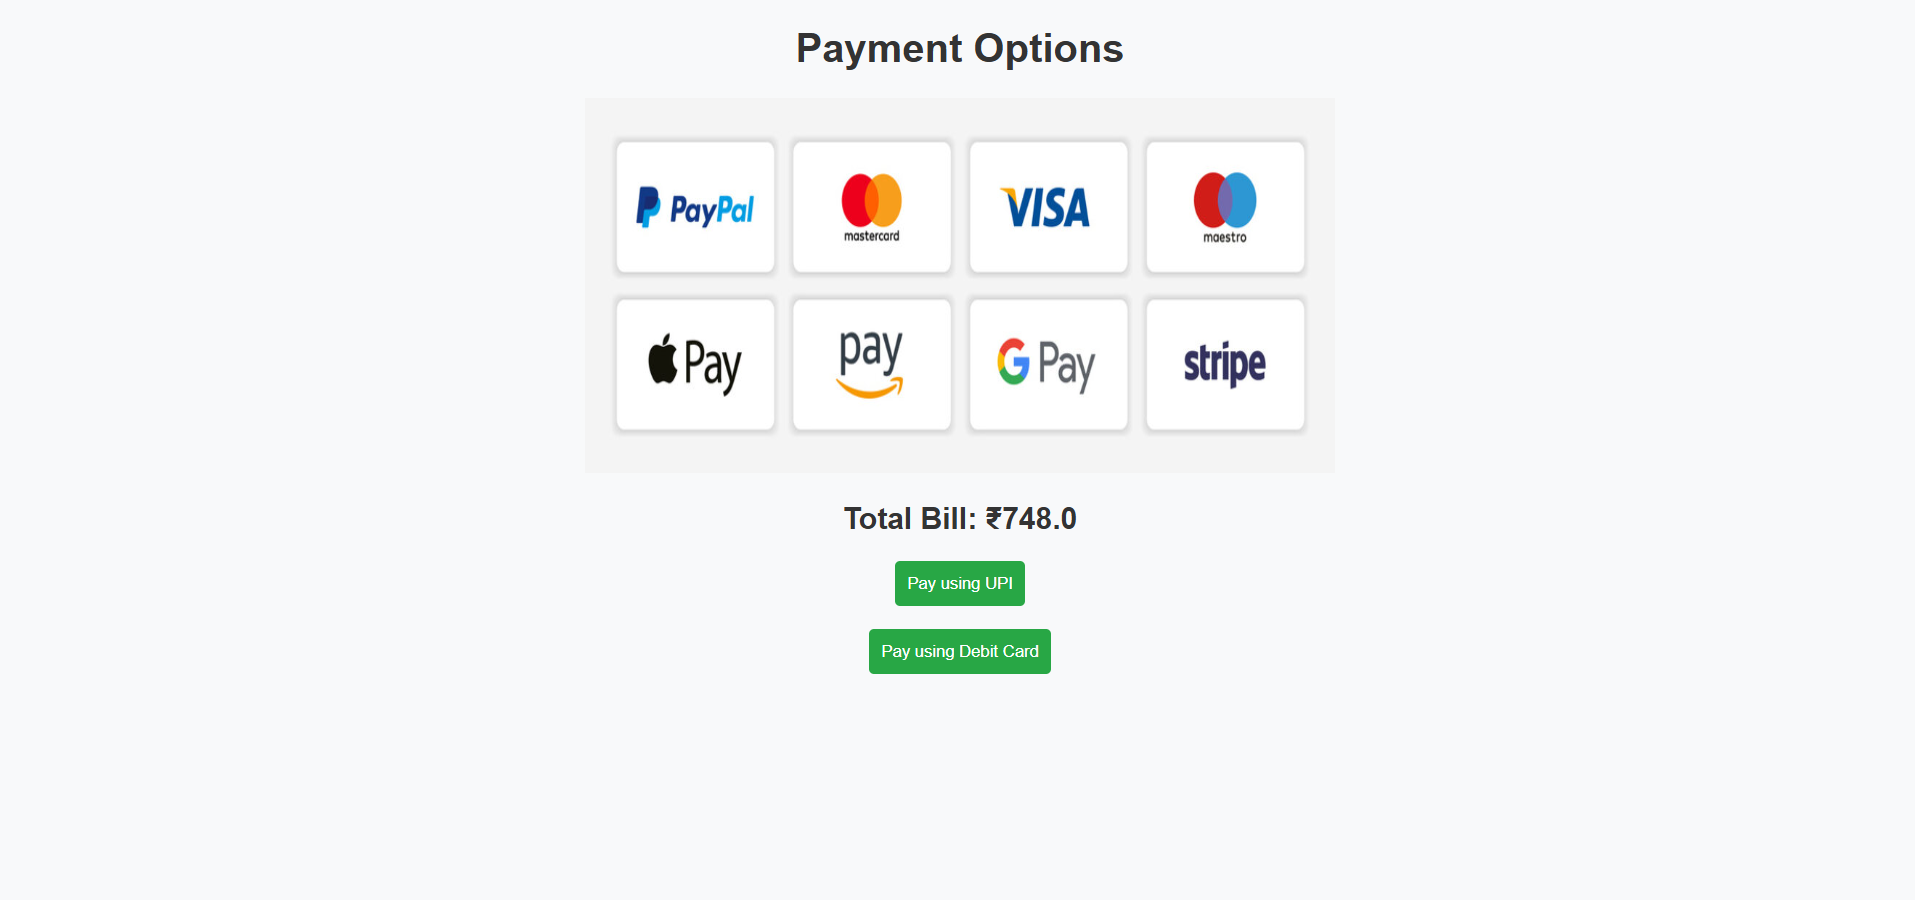 Payment Options
PayPal
mastercard
VISA
maestro
Pay
pay
G Pay
stripe
Total Bill: ₹748.0
Pay using UPI
Pay using Debit Card